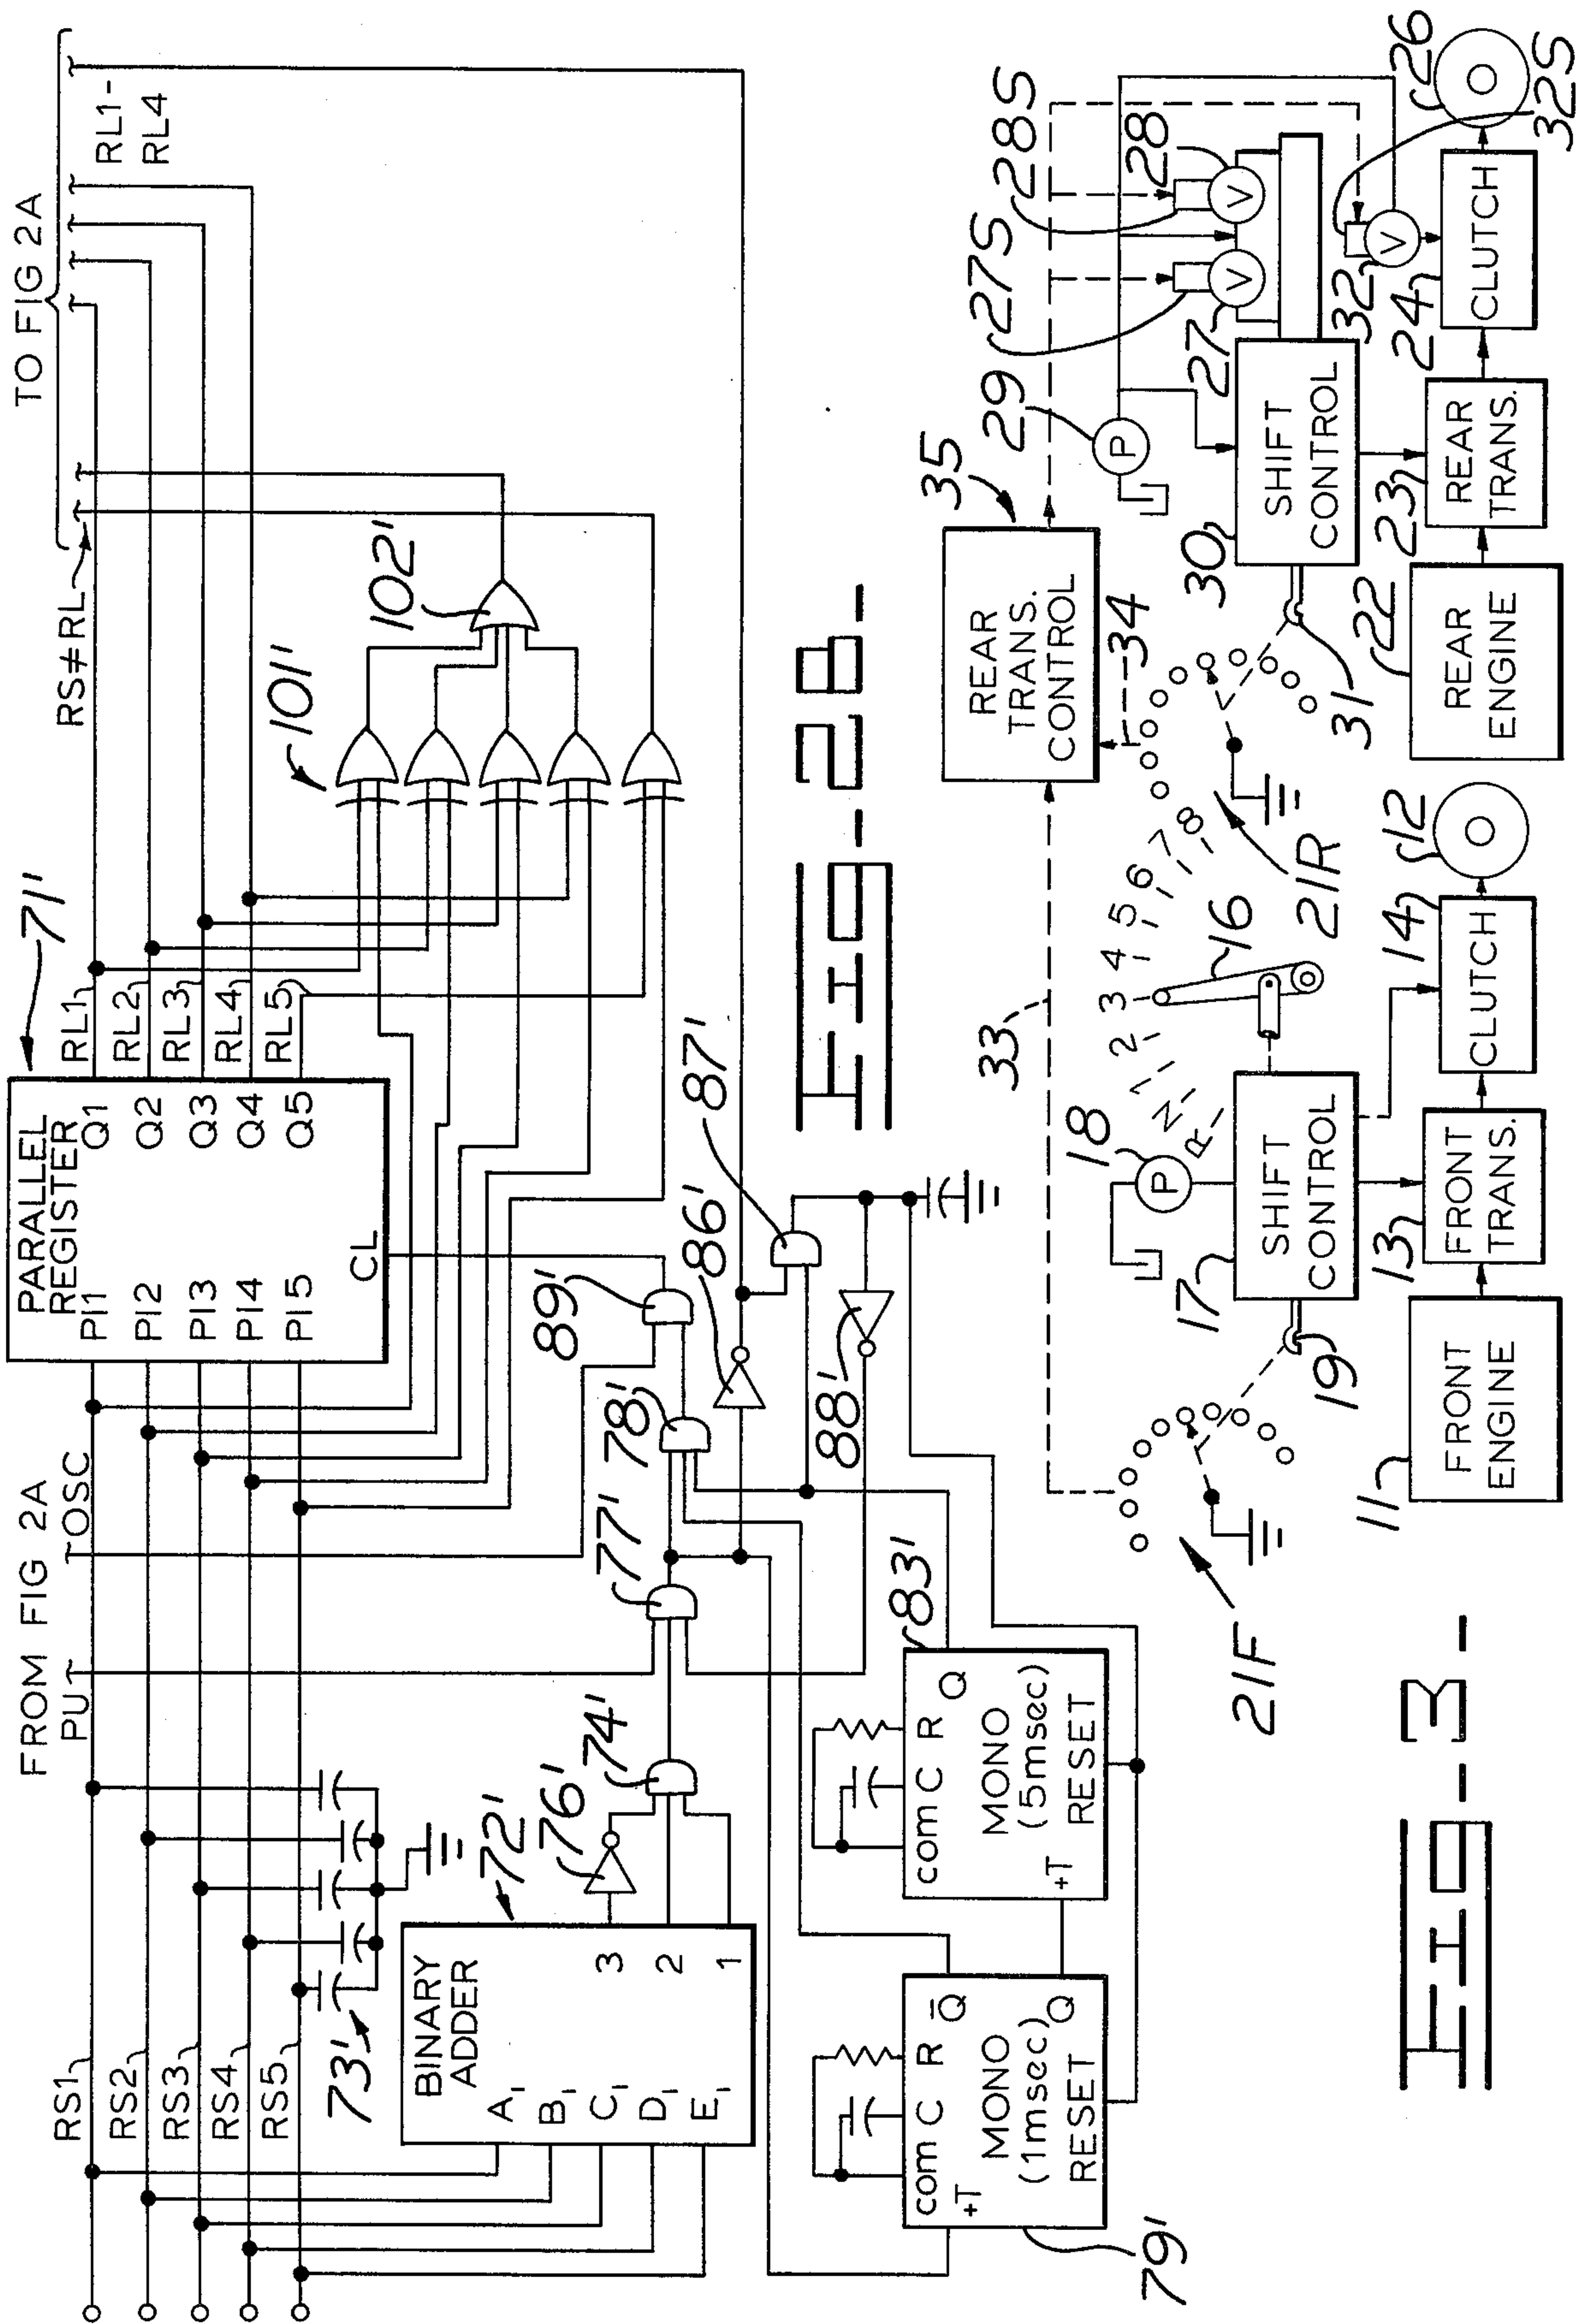 TO FIG 2A
RL1-
RL4
RS≠RL
102'
101'
71'
RL1
RL2
RL3
RL4
RL5
PARALLEL
REGISTER
Q1
Q2
Q3
Q4
Q5
PI1
PI2
PI3
PI4
PI5
CL
FROM FIG 2A
PU
OSC
89'
78'
77'
86'
87'
88'
74'
76'
72'
73'
RS1
RS2
RS3
RS4
RS5
BINARY
ADDER
A1
B1
C1
D1
E1
3
2
1
83'
com C R Q
MONO
(5msec)
+T RESET
com C R Q̅
+T
MONO
(1msec) Q
RESET
79'
FIG-2B-
35
REAR
TRANS.
CONTROL
34
33
29
P
27S
28S
28
V
V
27
30
SHIFT
CONTROL
31
32
V
32S
24
CLUTCH
26
23
REAR
TRANS.
22
REAR
ENGINE
21R
R N 1 2 3 4 5 6 7 8
16
18
P
17
SHIFT
CONTROL
19
21F
14
CLUTCH
12
13
FRONT
TRANS.
11
FRONT
ENGINE
FIG-3-